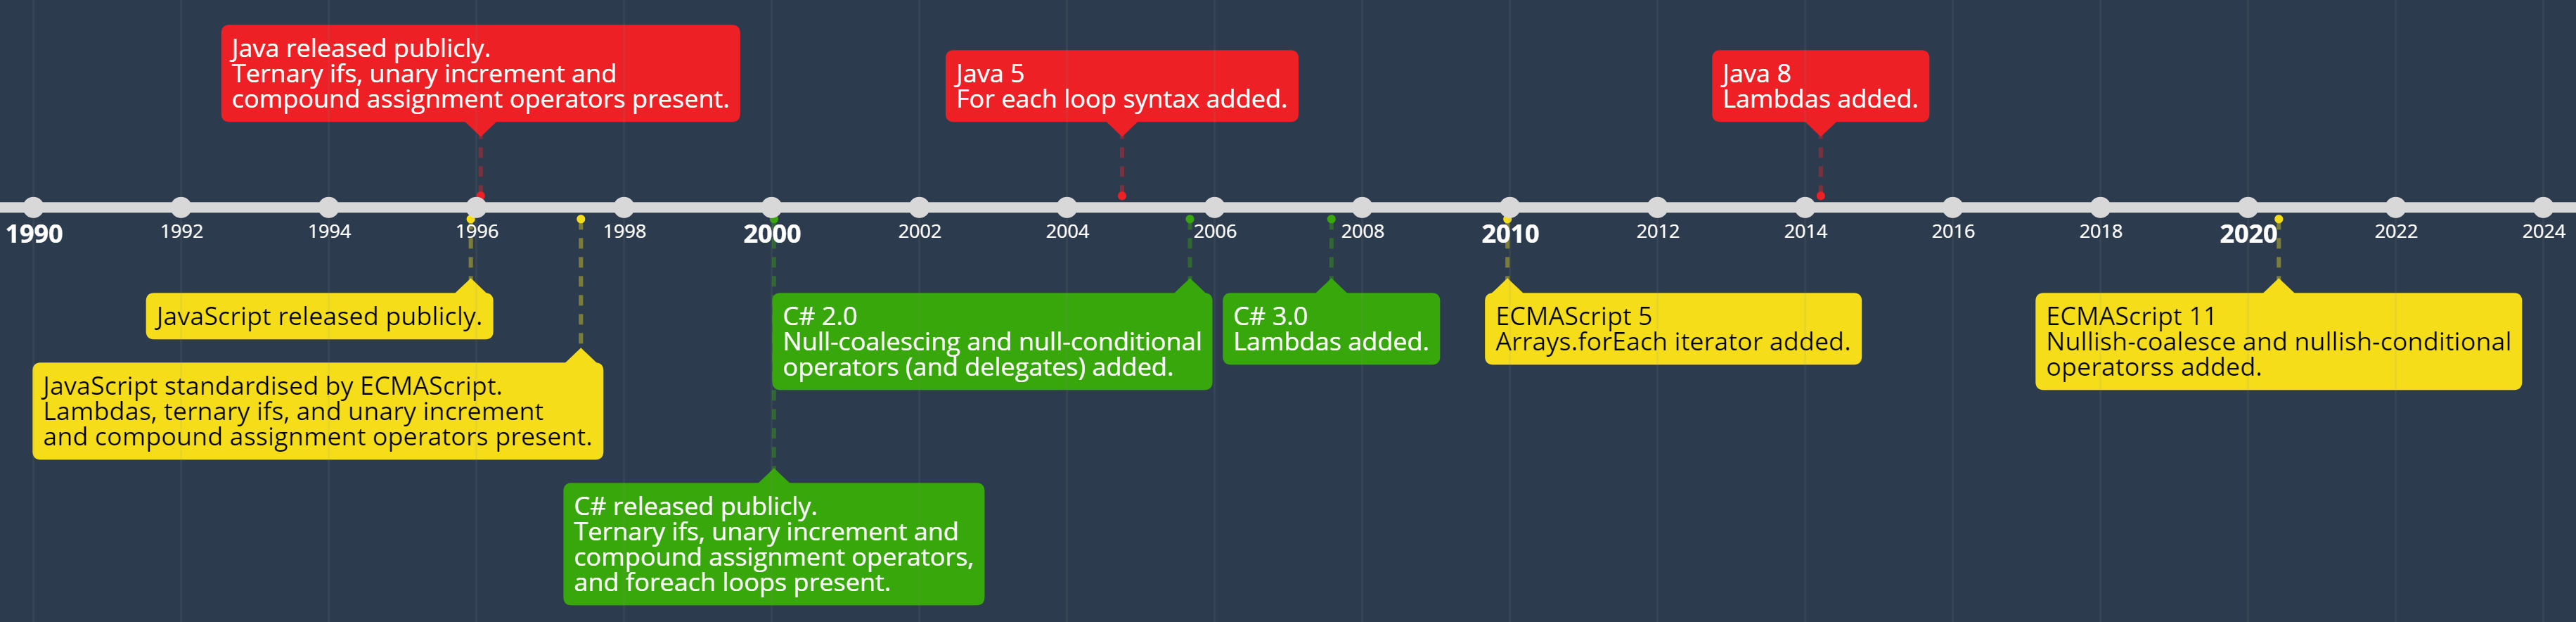 Java released publicly.
Ternary ifs, unary increment and
compound assignment operators present.
Java 5
For each loop syntax added.
Java 8
Lambdas added.
1990
1992
1994
1996
1998
2000
2002
2004
2006
2008
2010
2012
2014
2016
2018
2020
2022
2024
JavaScript released publicly.
JavaScript standardised by ECMAScript.
Lambdas, ternary ifs, and unary increment
and compound assignment operators present.
C# released publicly.
Ternary ifs, unary increment and
compound assignment operators,
and foreach loops present.
C# 2.0
Null-coalescing and null-conditional
operators (and delegates) added.
C# 3.0
Lambdas added.
ECMAScript 5
Arrays.forEach iterator added.
ECMAScript 11
Nullish-coalesce and nullish-conditional
operatorss added.